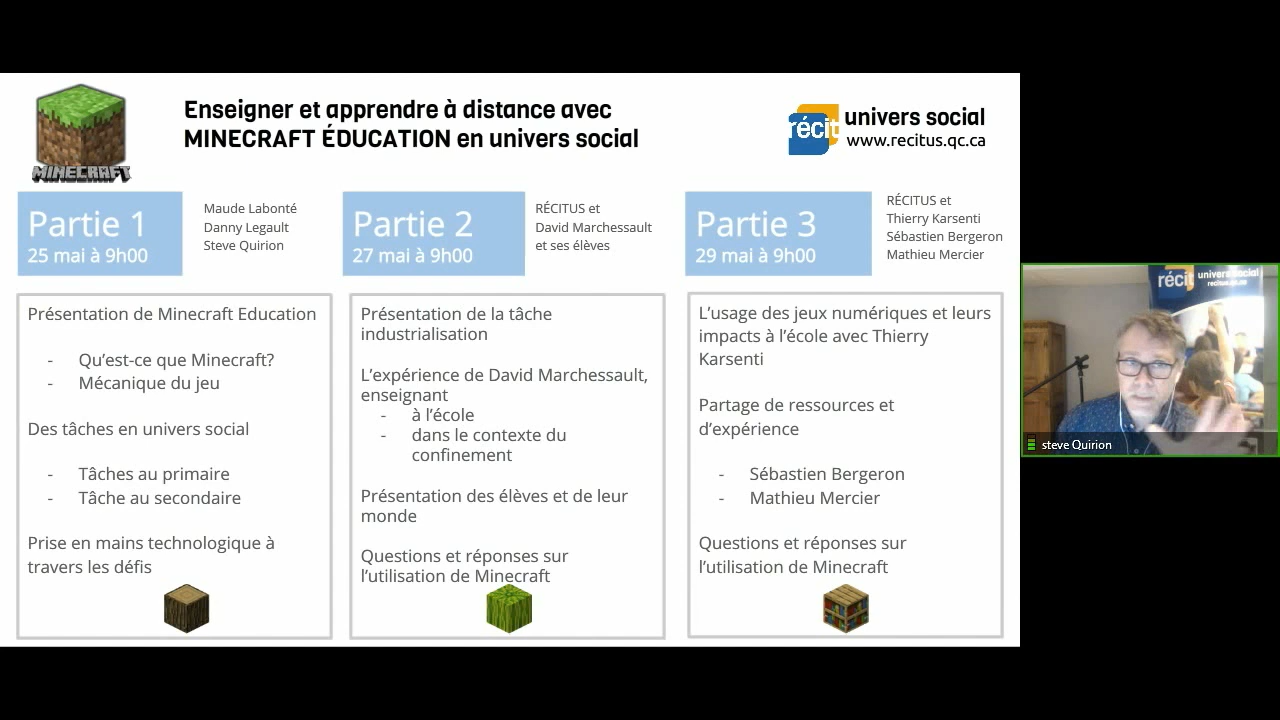 Enseigner et apprendre à distance avec
MINECRAFT ÉDUCATION en univers social
MINECRAFT
récit
univers social
www.recitus.qc.ca
Partie 1
25 mai à 9h00
Maude Labonté
Danny Legault
Steve Quirion
Partie 2
27 mai à 9h00
RÉCITUS et
David Marchessault
et ses élèves
Partie 3
29 mai à 9h00
RÉCITUS et
Thierry Karsenti
Sébastien Bergeron
Mathieu Mercier
Présentation de Minecraft Education
- Qu’est-ce que Minecraft?
- Mécanique du jeu
Des tâches en univers social
- Tâches au primaire
- Tâche au secondaire
Prise en mains technologique à
travers les défis
Présentation de la tâche
industrialisation
L’expérience de David Marchessault,
enseignant
- à l’école
- dans le contexte du
confinement
Présentation des élèves et de leur
monde
Questions et réponses sur
l’utilisation de Minecraft
L’usage des jeux numériques et leurs
impacts à l’école avec Thierry
Karsenti
Partage de ressources et
d’expérience
- Sébastien Bergeron
- Mathieu Mercier
Questions et réponses sur
l’utilisation de Minecraft
récit
univers social
recitus.qc.ca
steve Quirion